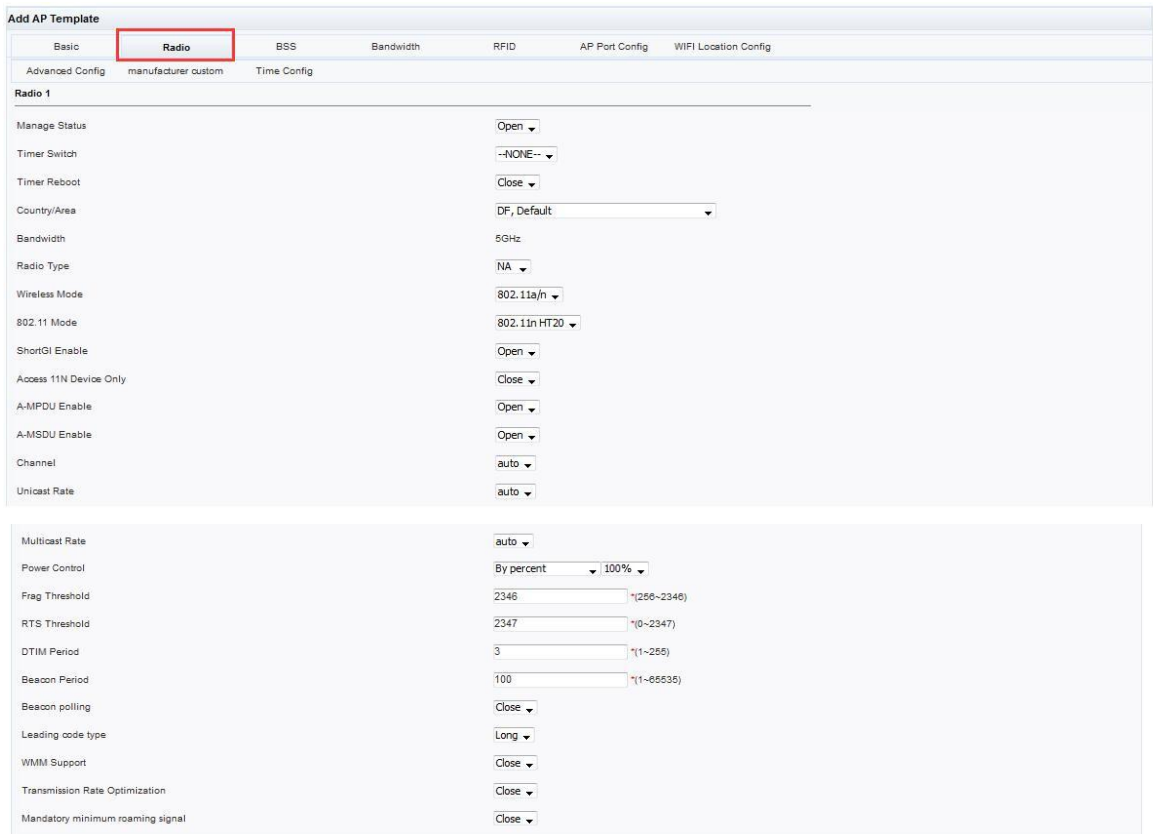 Add AP Template
Basic Radio BSS Bandwidth RFID AP Port Config WIFI Location Config
Advanced Config manufacturer custom Time Config
Radio 1
Manage Status Open
Timer Switch --NONE--
Timer Reboot Close
Country/Area DF, Default
Bandwidth 5GHz
Radio Type NA
Wireless Mode 802.11a/n
802.11 Mode 802.11n HT20
ShortGI Enable Open
Access 11N Device Only Close
A-MPDU Enable Open
A-MSDU Enable Open
Channel auto
Unicast Rate auto
Multicast Rate auto
Power Control By percent 100%
Frag Threshold 2346 *(256~2346)
RTS Threshold 2347 *(0~2347)
DTIM Period 3 *(1~255)
Beacon Period 100 *(1~65535)
Beacon polling Close
Leading code type Long
WMM Support Close
Transmission Rate Optimization Close
Mandatory minimum roaming signal Close